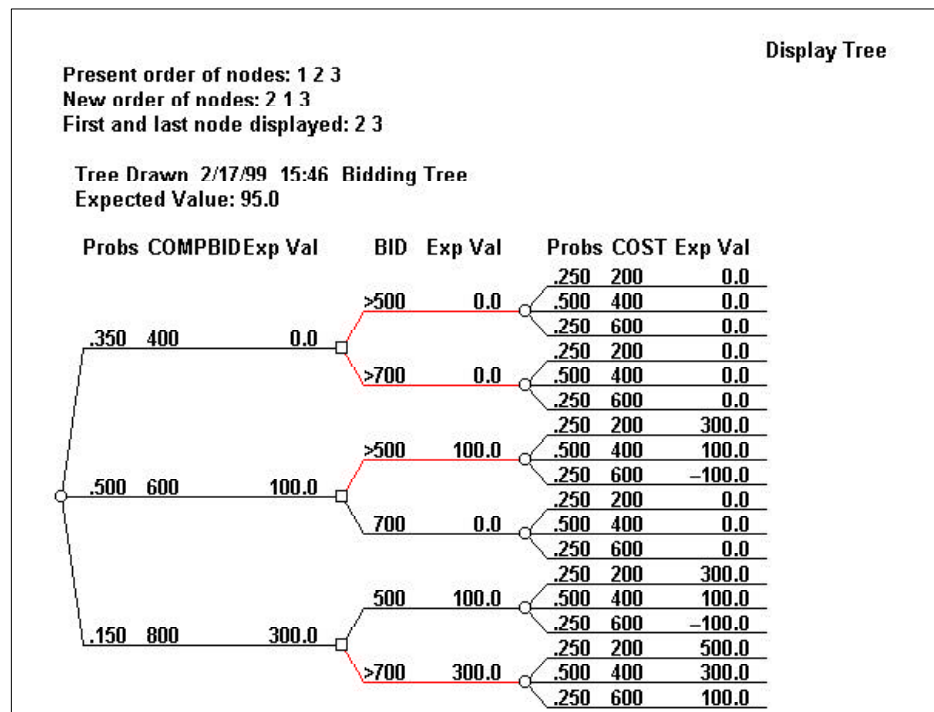 Display Tree
Present order of nodes: 1 2 3
New order of nodes: 2 1 3
First and last node displayed: 2 3
Tree Drawn 2/17/99 15:46 Bidding Tree
Expected Value: 95.0
Probs COMPBID Exp Val BID Exp Val Probs COST Exp Val
.250 200 0.0
>500 0.0 .500 400 0.0
.250 600 0.0
.350 400 0.0
.250 200 0.0
>700 0.0 .500 400 0.0
.250 600 0.0
.250 200 300.0
>500 100.0 .500 400 100.0
.250 600 –100.0
.500 600 100.0
.250 200 0.0
700 0.0 .500 400 0.0
.250 600 0.0
.250 200 300.0
500 100.0 .500 400 100.0
.250 600 –100.0
.150 800 300.0
.250 200 500.0
>700 300.0 .500 400 300.0
.250 600 100.0